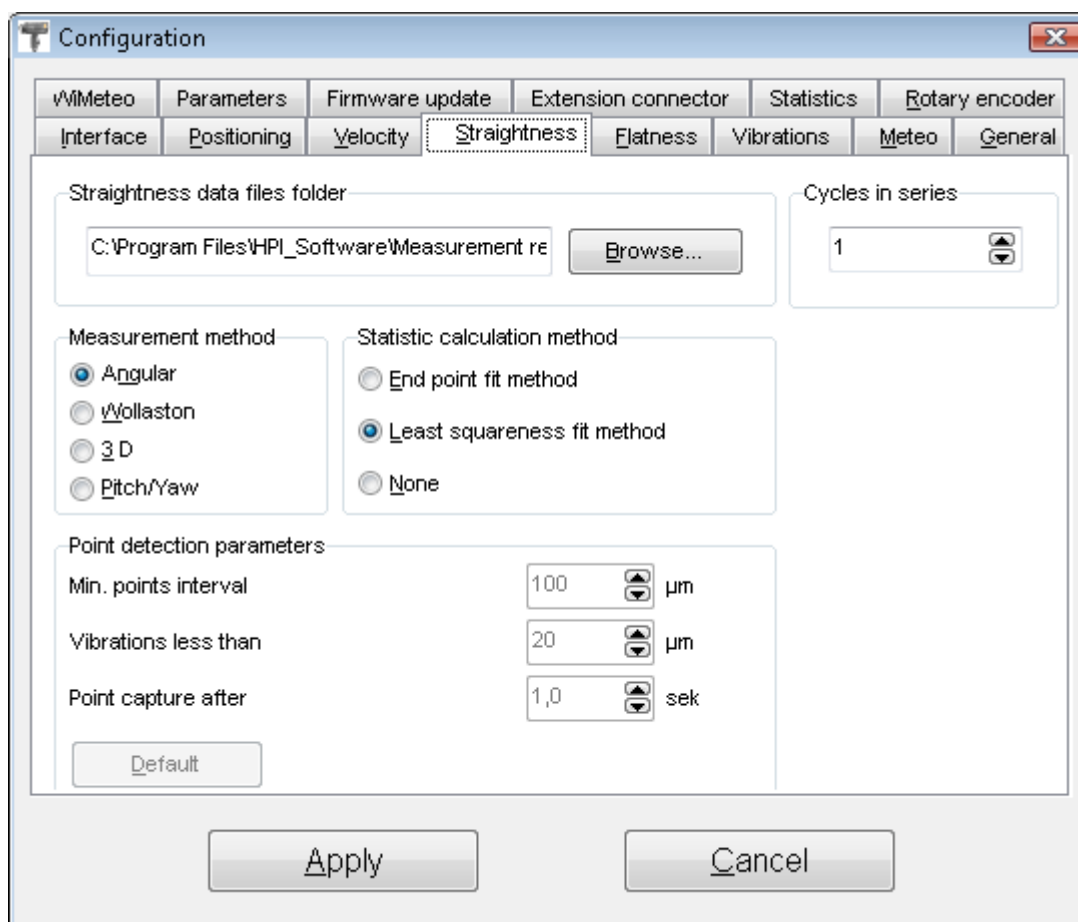 Configuration
WiMeteo Parameters Firmware update Extension connector Statistics Rotary encoder
Interface Positioning Velocity Straightness Flatness Vibrations Meteo General
Straightness data files folder Cycles in series
C:\Program Files\HPI_Software\Measurement re Browse... 1
Measurement method Statistic calculation method
Angular End point fit method
Wollaston
Least squareness fit method
3 D
Pitch/Yaw None
Point detection parameters
Min. points interval 100 µm
Vibrations less than 20 µm
Point capture after 1,0 sek
Default
Apply Cancel